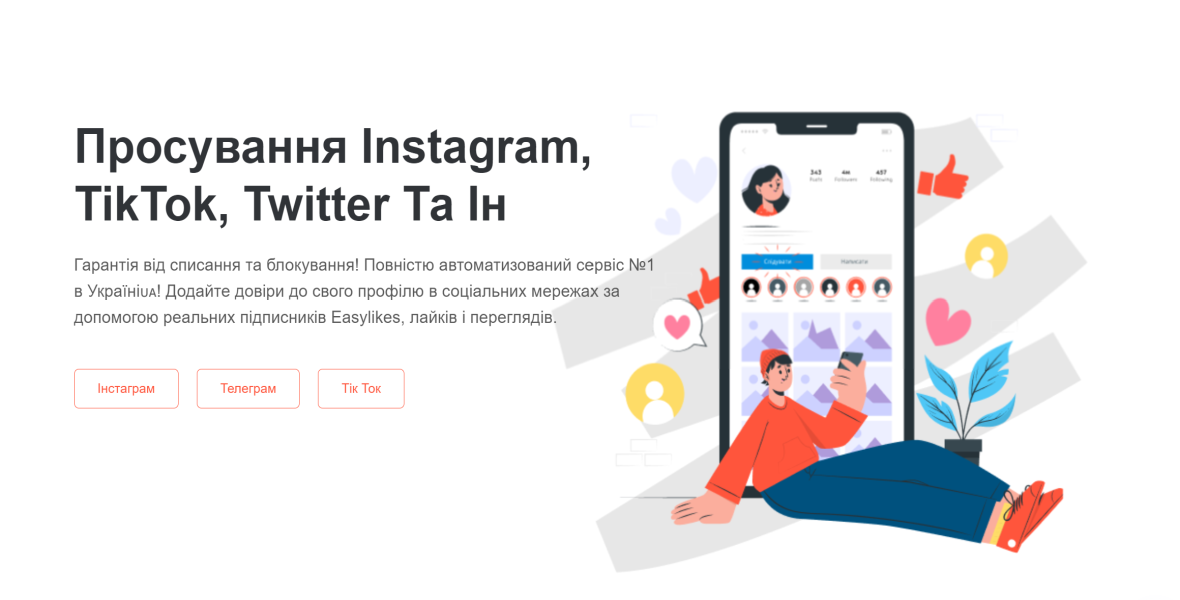 Просування Instagram,
TikTok, Twitter Та Ін
Гарантія від списання та блокування! Повністю автоматизований сервіс №1
в Україніᴜᴀ! Додайте довіри до свого профілю в соціальних мережах за
допомогою реальних підписників Easylikes, лайків і переглядів.
Інстаграм Телеграм Тік Ток
343 4M 457
Posts Followers Following
Слідувати Написати